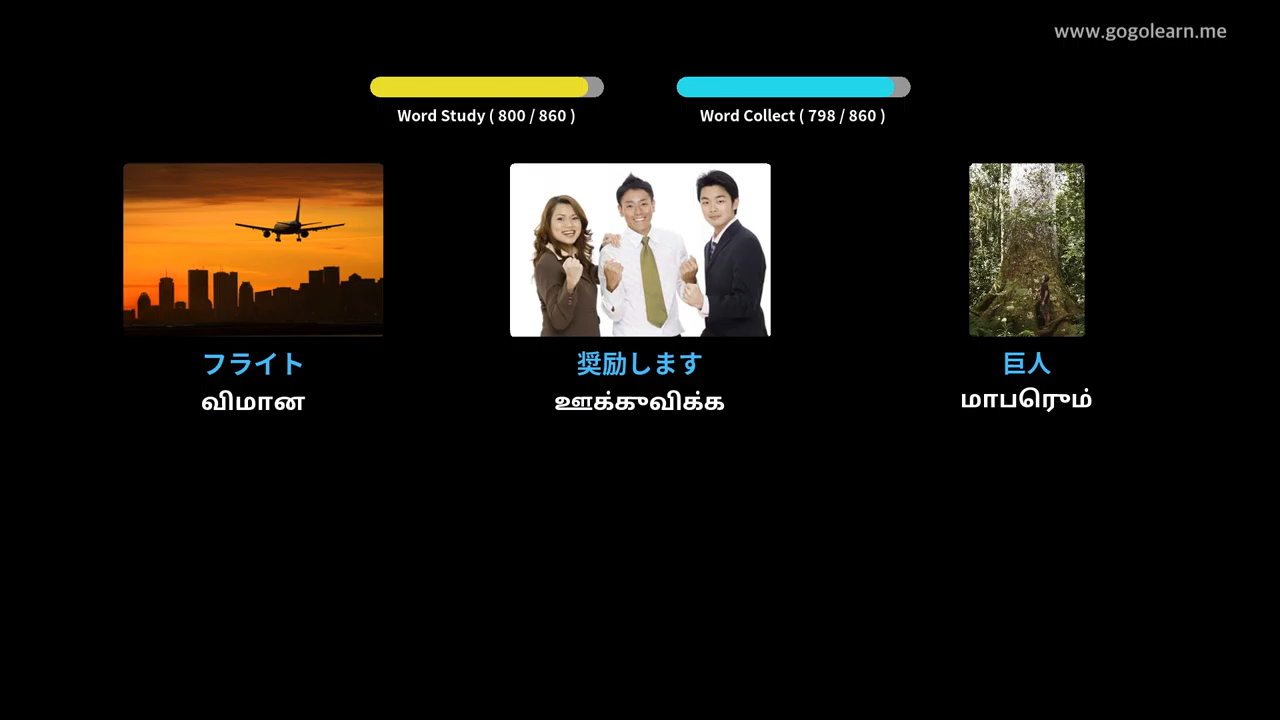 www.gogolearn.me
Word Study ( 800 / 860 )
Word Collect ( 798 / 860 )
フライト
奨励します
巨人
விமான
ஊக்குவிக்க
மாபரெும்